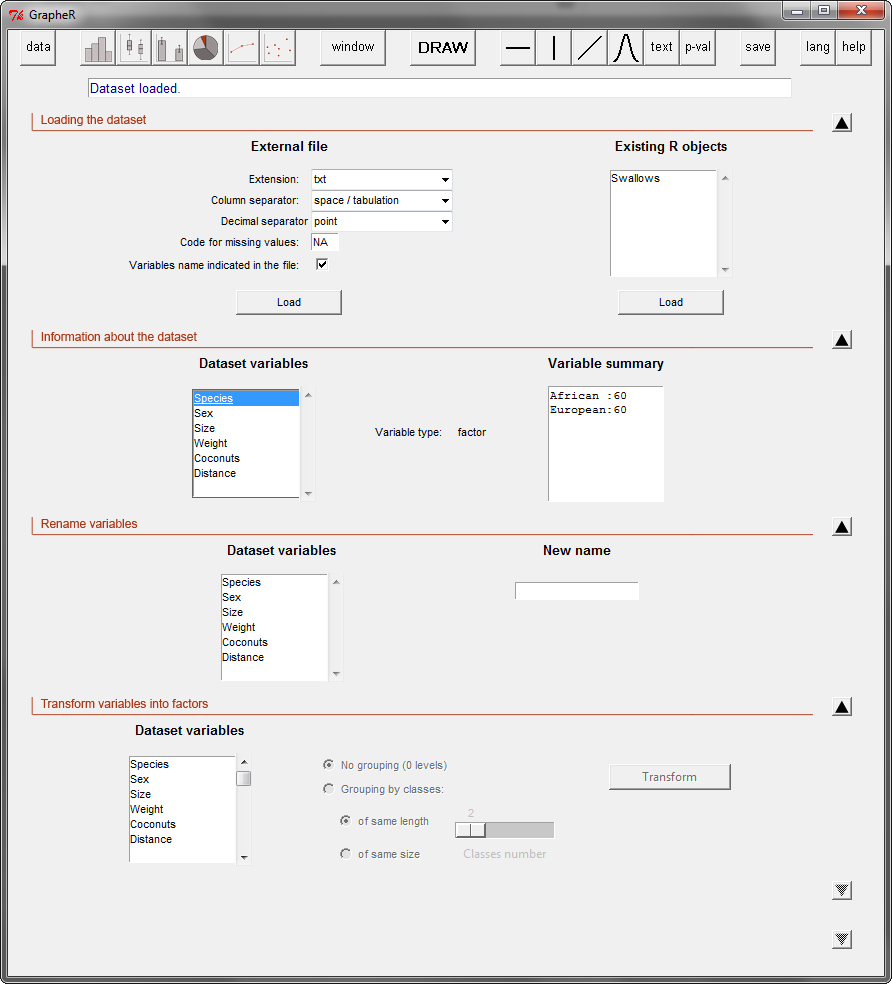 GrapheR
data window DRAW text p-val save lang help
Dataset loaded.
Loading the dataset
External file Existing R objects
Extension: txt Swallows
Column separator: space / tabulation
Decimal separator point
Code for missing values: NA
Variables name indicated in the file:
Load Load
Information about the dataset
Dataset variables Variable summary
Species African :60
Sex European:60
Size
Variable type: factor
Weight
Coconuts
Distance
Rename variables
Dataset variables New name
Species
Sex
Size
Weight
Coconuts
Distance
Transform variables into factors
Dataset variables
Species No grouping (0 levels)
Sex Transform
Size Grouping by classes:
Weight 2
Coconuts of same length
Distance
of same size Classes number